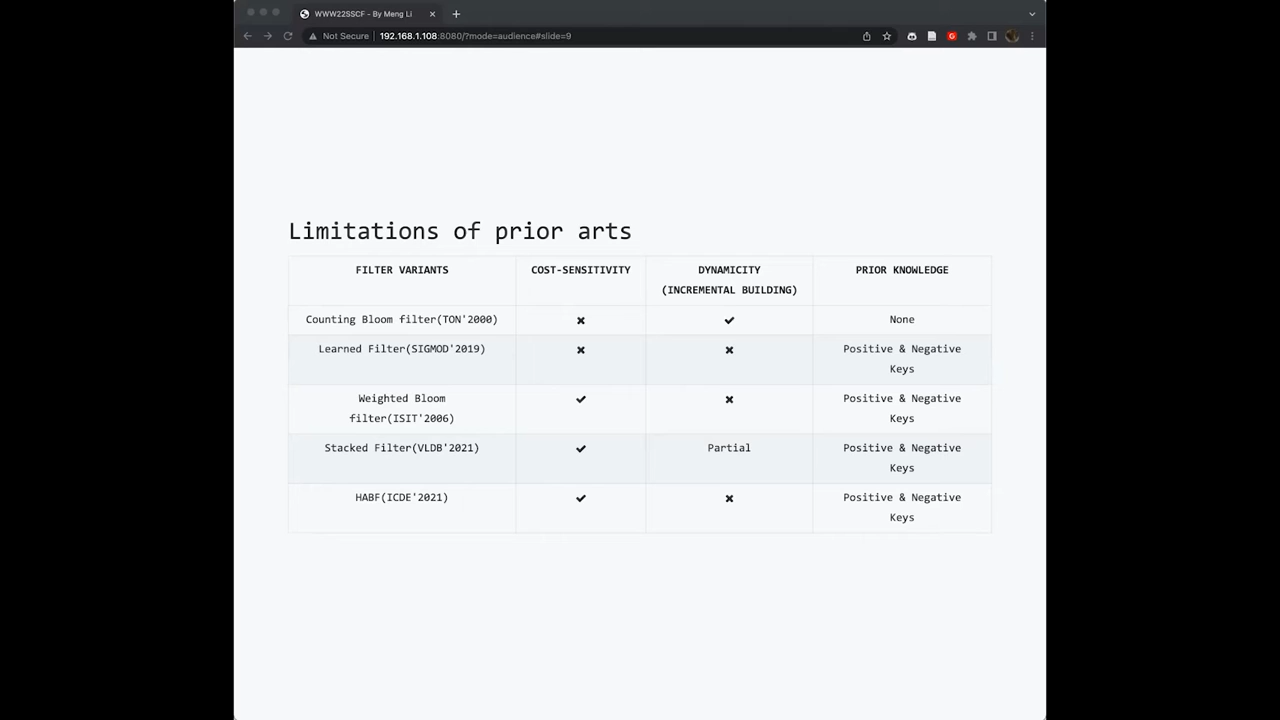 WWW22SSCF - By Meng Li
Not Secure 192.168.1.108:8080/?mode=audience#slide=9
Limitations of prior arts
FILTER VARIANTS COST-SENSITIVITY DYNAMICITY PRIOR KNOWLEDGE
(INCREMENTAL BUILDING)
Counting Bloom filter(TON'2000) ✖ ✔ None
Learned Filter(SIGMOD'2019) ✖ ✖ Positive & Negative
Keys
Weighted Bloom ✔ ✖ Positive & Negative
filter(ISIT'2006) Keys
Stacked Filter(VLDB'2021) ✔ Partial Positive & Negative
Keys
HABF(ICDE'2021) ✔ ✖ Positive & Negative
Keys